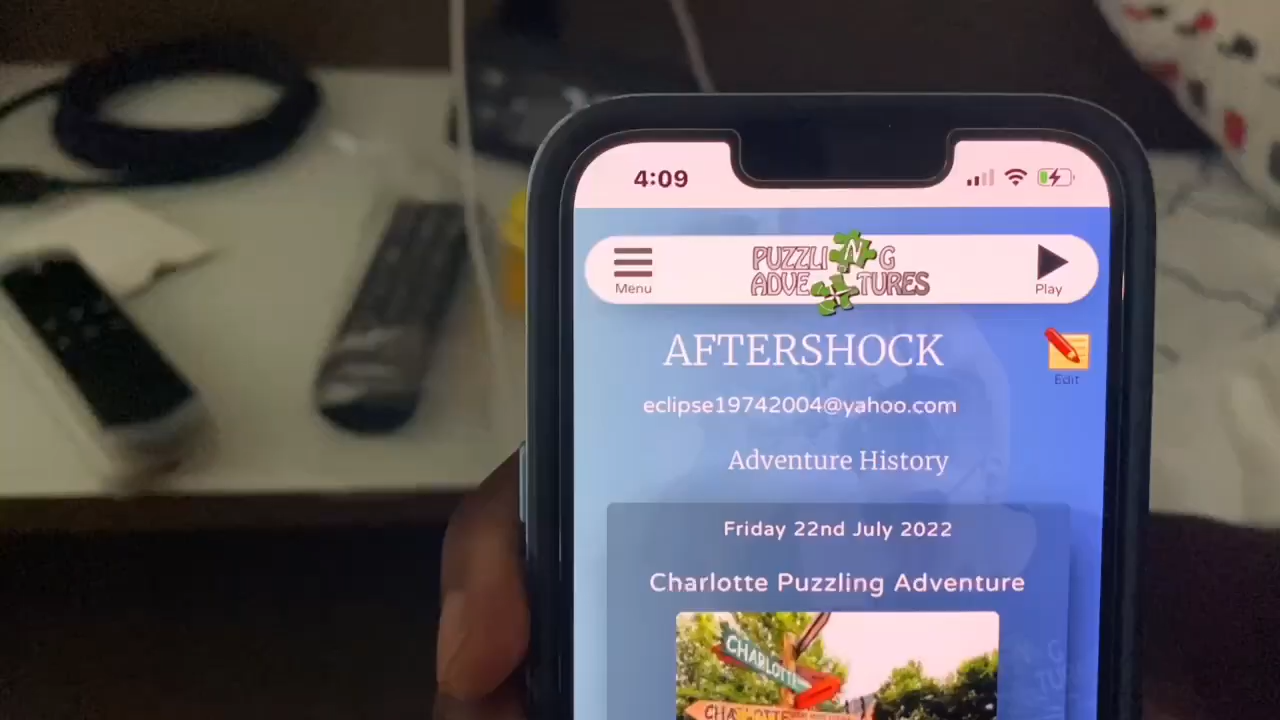 4:09
PUZZLING
Menu
ADVENTURES
Play
AFTERSHOCK
Edit
eclipse19742004@yahoo.com
Adventure History
Friday 22nd July 2022
Charlotte Puzzling Adventure
CHARLOTTE